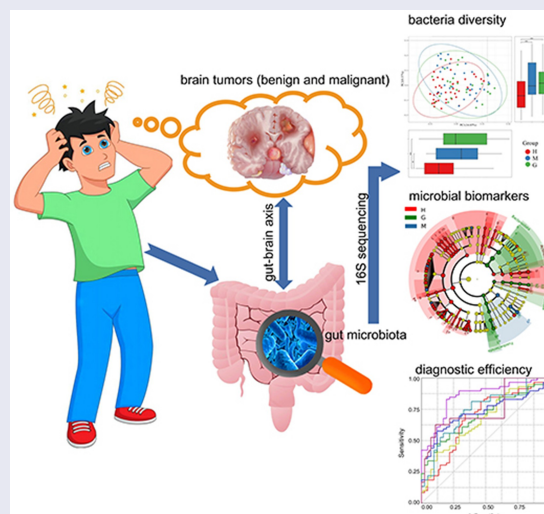 bacteria diversity
brain tumors (benign and malignant)
Group
H
M
G
gut-brain axis
16S sequencing
microbial biomarkers
H
G
M
gut microbiota
diagnostic efficiency
Sensitivity
1.00
0.75
0.50
0.25
0.00
0.00
0.25
0.50
0.75